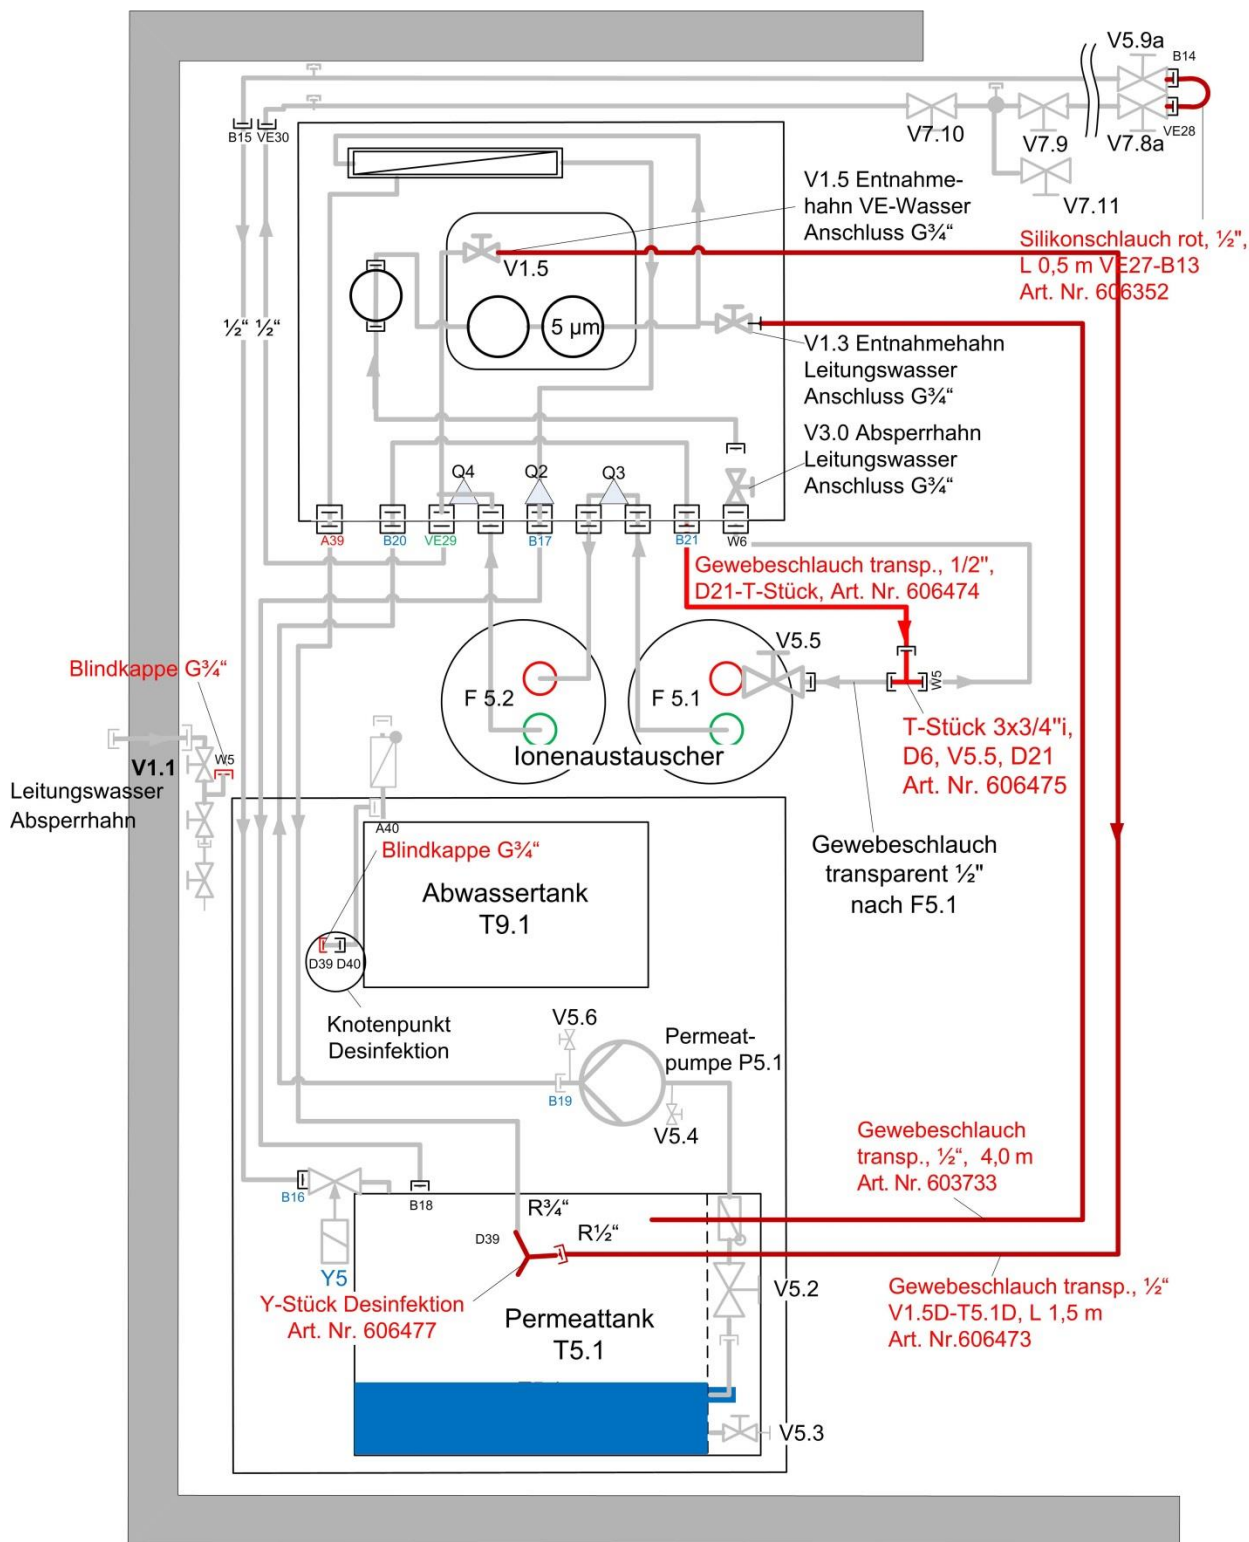 V5.9a
B14
B15 VE30
V7.10
V7.9
V7.8a
VE28
V7.11
V1.5 Entnahme-
hahn VE-Wasser
Anschluss G¾“
V1.5
Silikonschlauch rot, ½",
L 0,5 m VE27-B13
Art. Nr. 606352
5 µm
½“ ½“
V1.3 Entnahmehahn
Leitungswasser
Anschluss G¾“
V3.0 Absperrhahn
Leitungswasser
Anschluss G¾“
Q4
Q2
Q3
A39
B20
VE29
B17
B21
W6
Gewebeschlauch transp., 1/2",
D21-T-Stück, Art. Nr. 606474
V5.5
F 5.2
F 5.1
W5
Ionenaustauscher
T-Stück 3x3/4"i,
D6, V5.5, D21
Art. Nr. 606475
Blindkappe G¾“
W5
V1.1
Leitungswasser
Absperrhahn
A40
Blindkappe G¾“
Abwassertank
T9.1
Gewebeschlauch
transparent ½"
nach F5.1
D39 D40
Knotenpunkt
Desinfektion
V5.6
Permeat-
pumpe P5.1
B19
V5.4
Gewebeschlauch
transp., ½“, 4,0 m
Art. Nr. 603733
B16
B18
R¾“
R½“
D39
Y5
Y-Stück Desinfektion
Art. Nr. 606477
V5.2
Gewebeschlauch transp., ½“
V1.5D-T5.1D, L 1,5 m
Art. Nr.606473
Permeattank
T5.1
V5.3